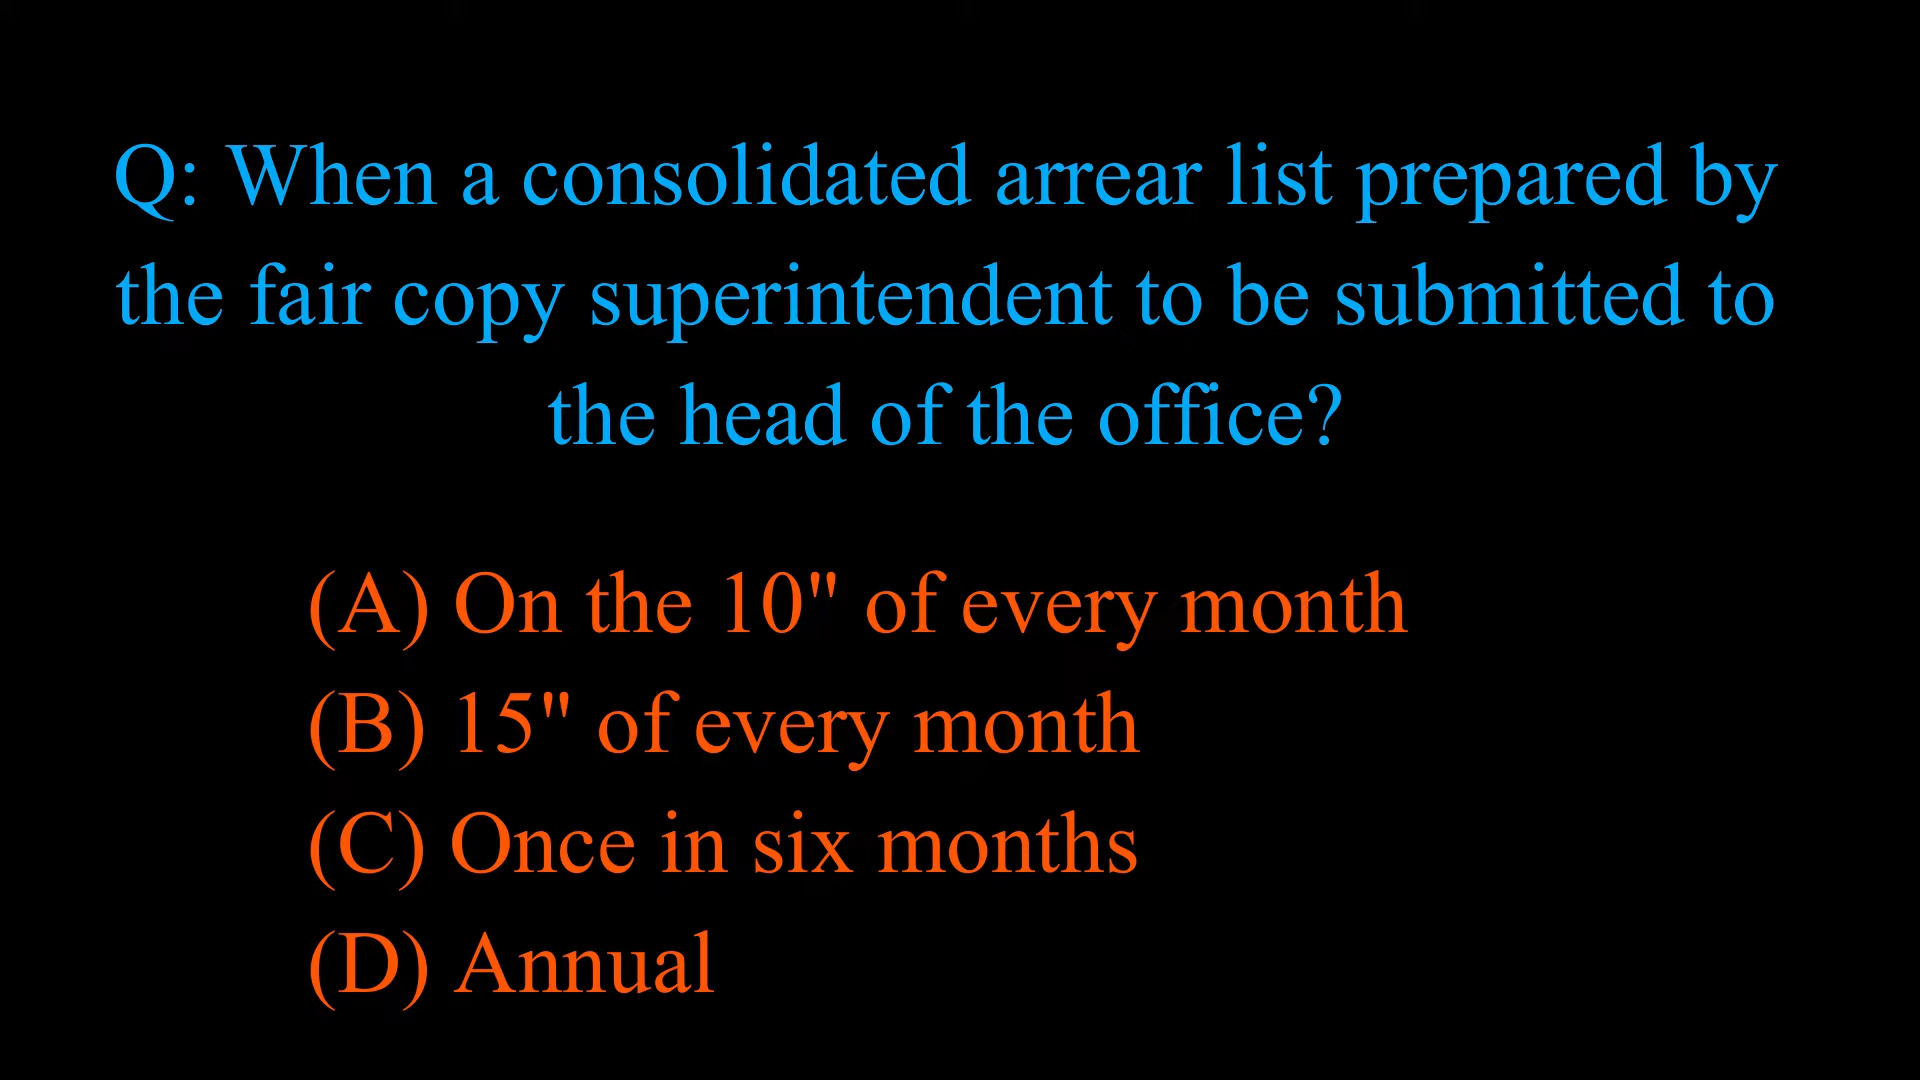 Q: When a consolidated arrear list prepared by
the fair copy superintendent to be submitted to
the head of the office?
(A) On the 10" of every month
(B) 15" of every month
(C) Once in six months
(D) Annual